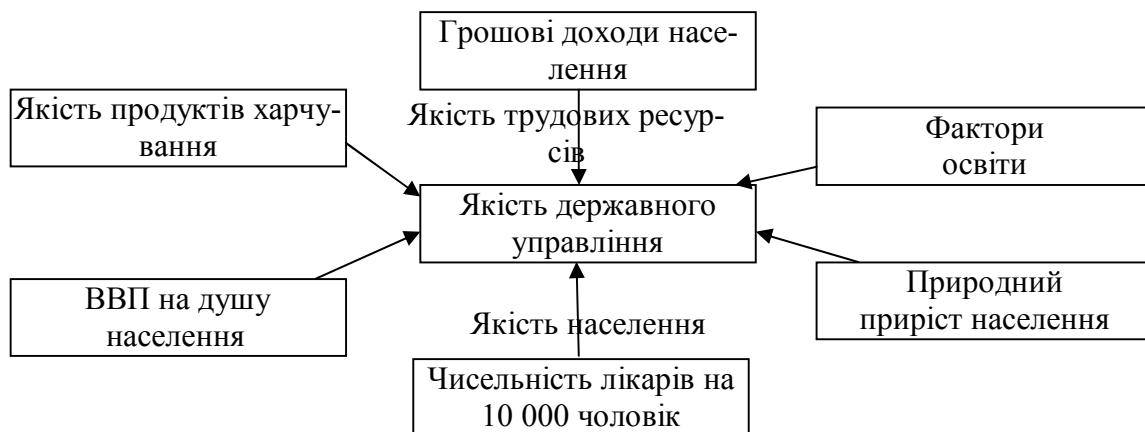 Грошові доходи насе-
лення
Якість продуктів харчу-
вання
Якість трудових ресур-
сів
Фактори
освіти
Якість державного
управління
ВВП на душу
населення
Природний
приріст населення
Якість населення
Чисельність лікарів на
10 000 чоловік